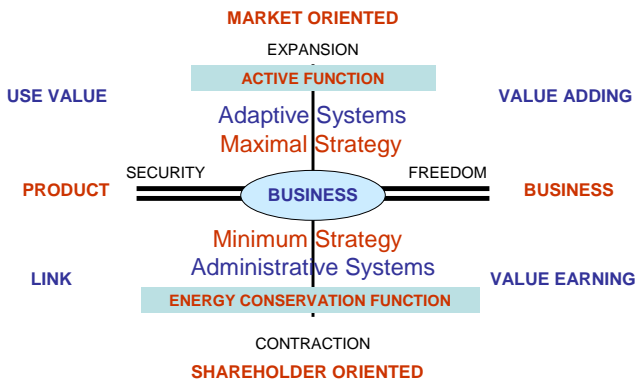 MARKET ORIENTED
EXPANSION
ACTIVE FUNCTION
USE VALUE
VALUE ADDING
Adaptive Systems
Maximal Strategy
SECURITY
FREEDOM
PRODUCT
BUSINESS
BUSINESS
Minimum Strategy
Administrative Systems
LINK
VALUE EARNING
ENERGY CONSERVATION FUNCTION
CONTRACTION
SHAREHOLDER ORIENTED